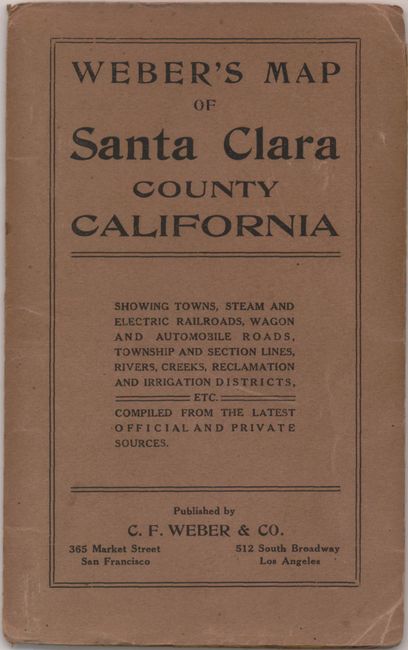 WEBER'S MAP
OF
Santa Clara
COUNTY
CALIFORNIA
SHOWING TOWNS, STEAM AND
ELECTRIC RAILROADS, WAGON
AND AUTOMOBILE ROADS,
TOWNSHIP AND SECTION LINES,
RIVERS, CREEKS, RECLAMATION
AND IRRIGATION DISTRICTS,
ETC.
COMPILED FROM THE LATEST
OFFICIAL AND PRIVATE
SOURCES.
Published by
C. F. WEBER & CO.
365 Market Street 512 South Broadway
San Francisco Los Angeles